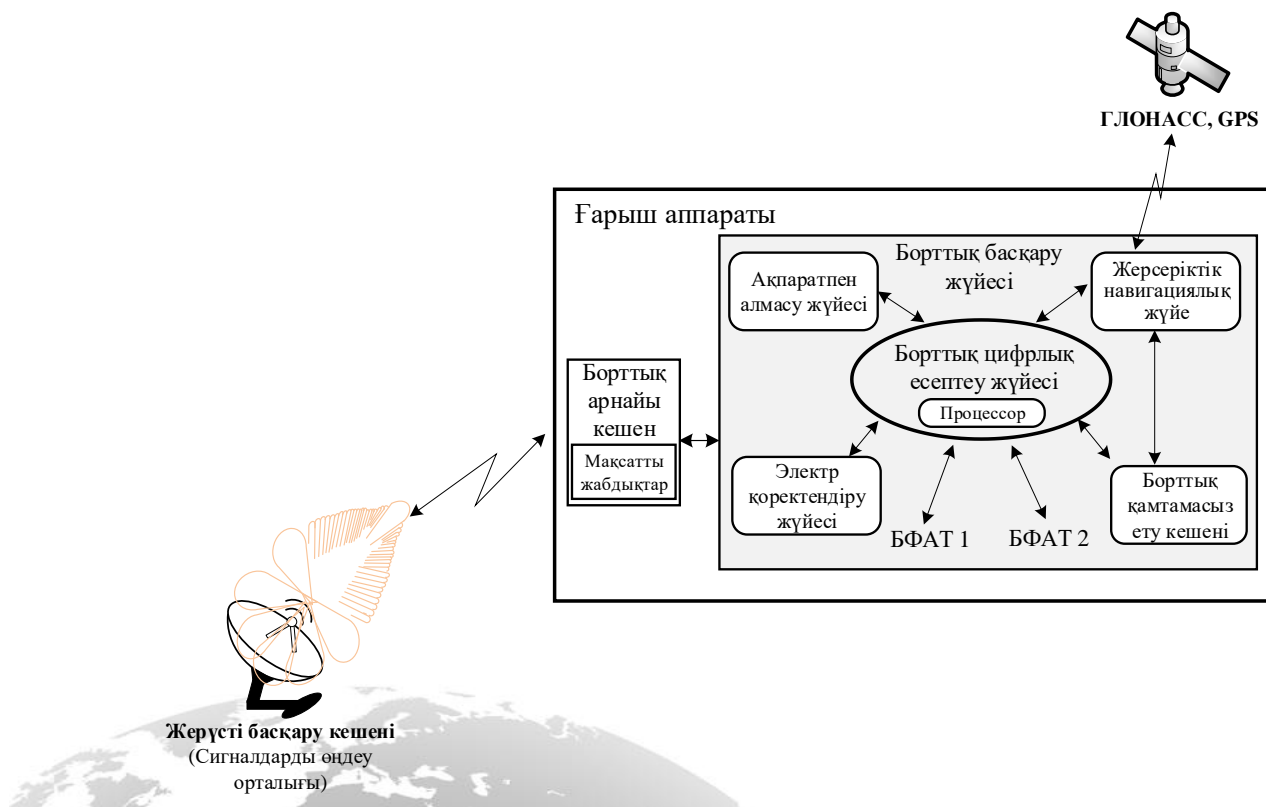 ГЛОНАСС, GPS
Ғарыш аппараты
Борттық басқару
жүйесі
Ақпаратпен
алмасу жүйесі
Жерсеріктік
навигациялық
жүйе
Борттық цифрлық
есептеу жүйесі
Процессор
Борттық
арнайы
кешен
Мақсатты
жабдықтар
Электр
қоректендіру
жүйесі
БФАТ 1
БФАТ 2
Борттық
қамтамасыз
ету кешені
Жерүсті басқару кешені
(Сигналдарды өңдеу
орталығы)